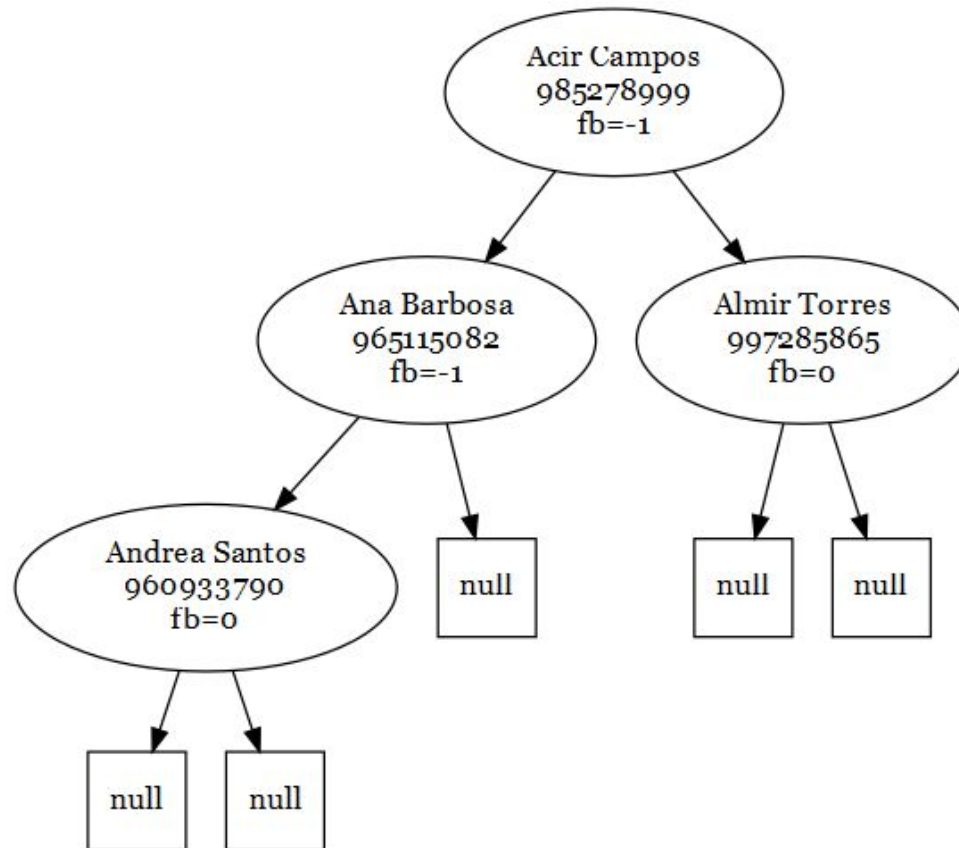 Acir Campos
985278999
fb=-1
Ana Barbosa
965115082
fb=-1
Almir Torres
997285865
fb=0
Andrea Santos
960933790
fb=0
null
null
null
null
null